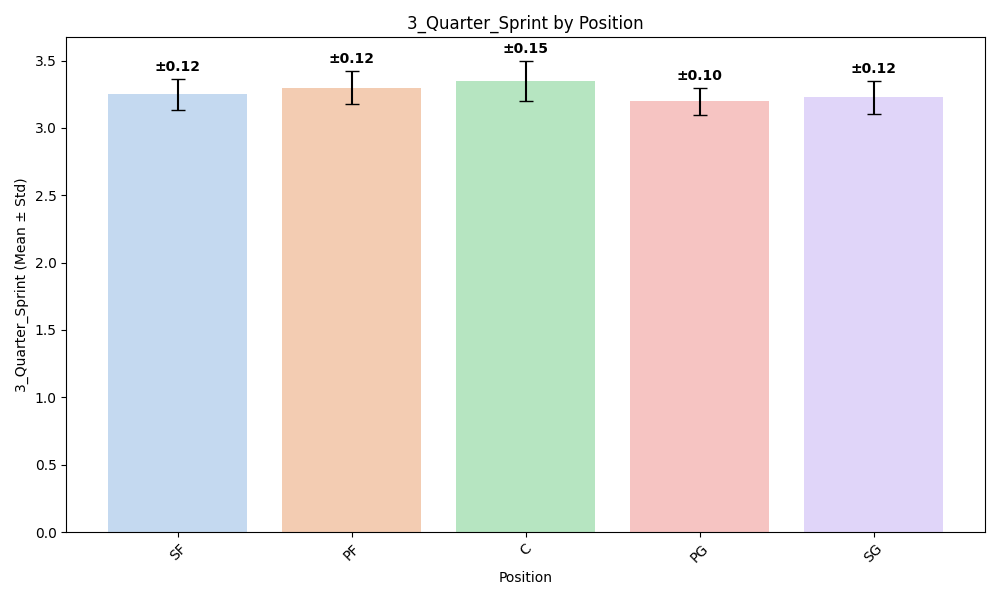 3_Quarter_Sprint by Position
±0.12
±0.12
±0.15
±0.10
±0.12
3_Quarter_Sprint (Mean ± Std)
3.5
3.0
2.5
2.0
1.5
1.0
0.5
0.0
SF
PF
C
PG
SG
Position